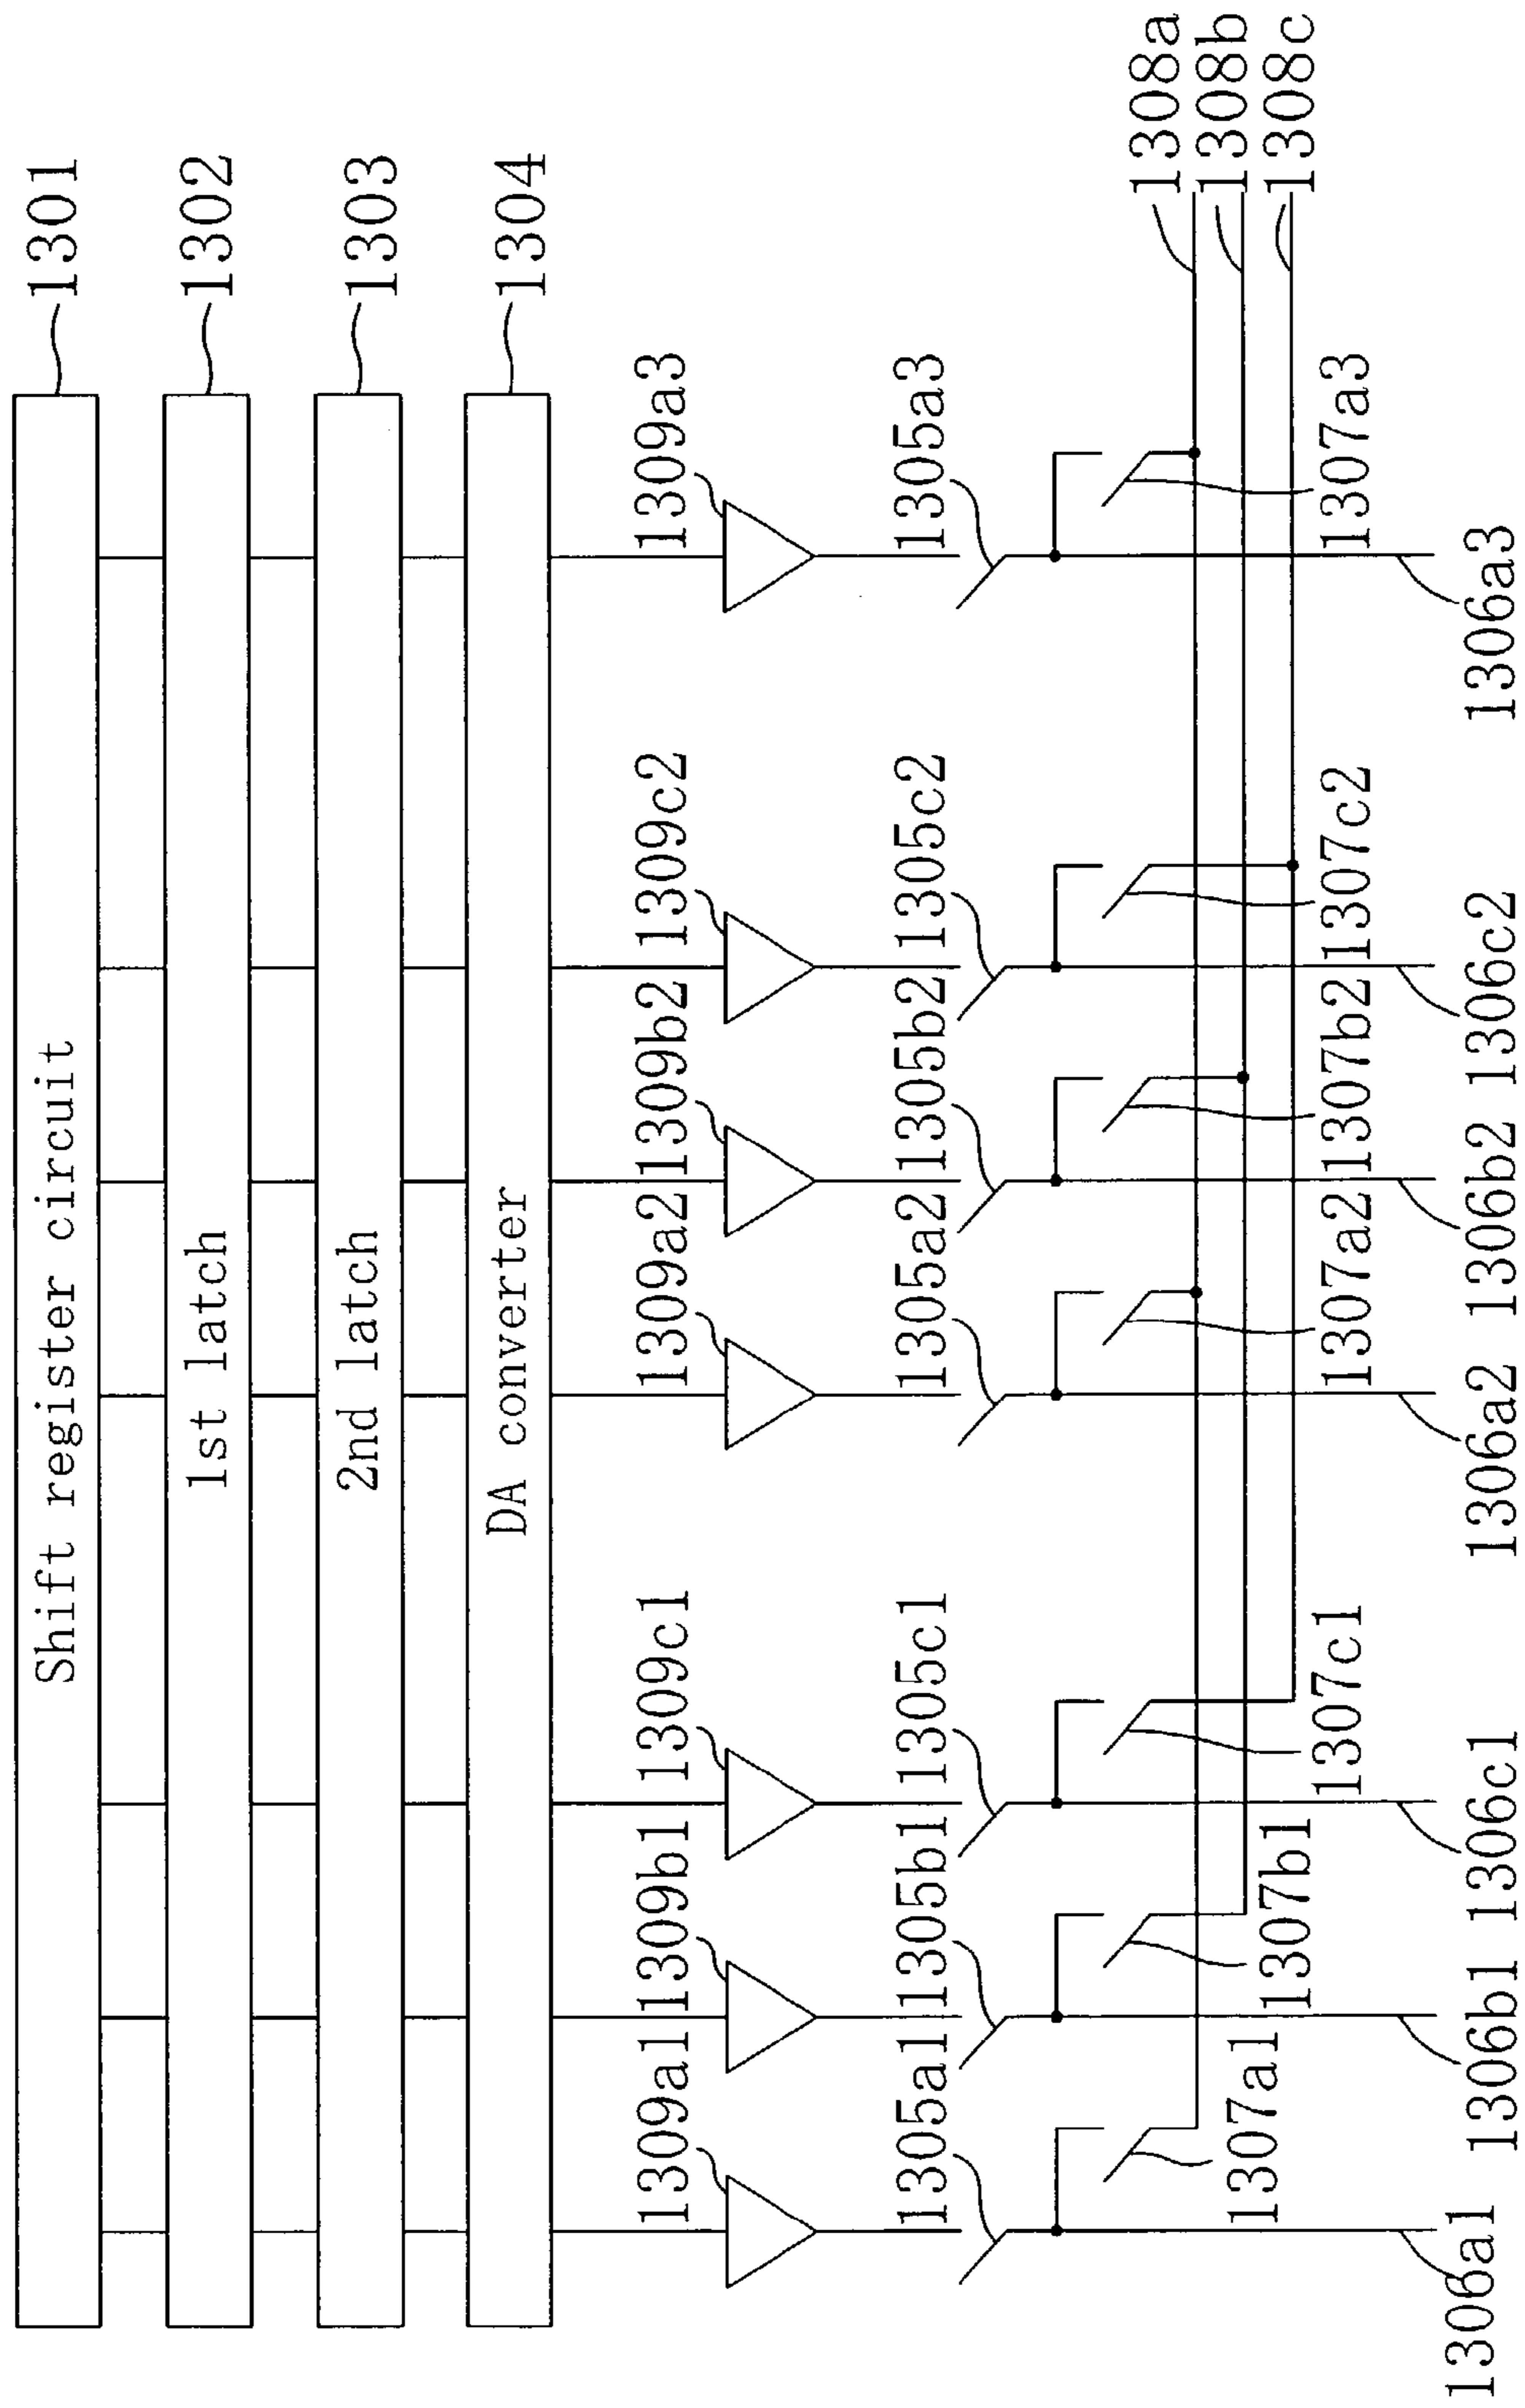 Shift register circuit
1301
1st latch
1302
2nd latch
1303
DA converter
1304
1309a1
1309b1
1309c1
1309a2
1309b2
1309c2
1309a3
1305a1
1305b1
1305c1
1305a2
1305b2
1305c2
1305a3
1308a
1308b
1308c
1307a1
1307b1
1307c1
1307a2
1307b2
1307c2
1307a3
1306a1
1306b1
1306c1
1306a2
1306b2
1306c2
1306a3